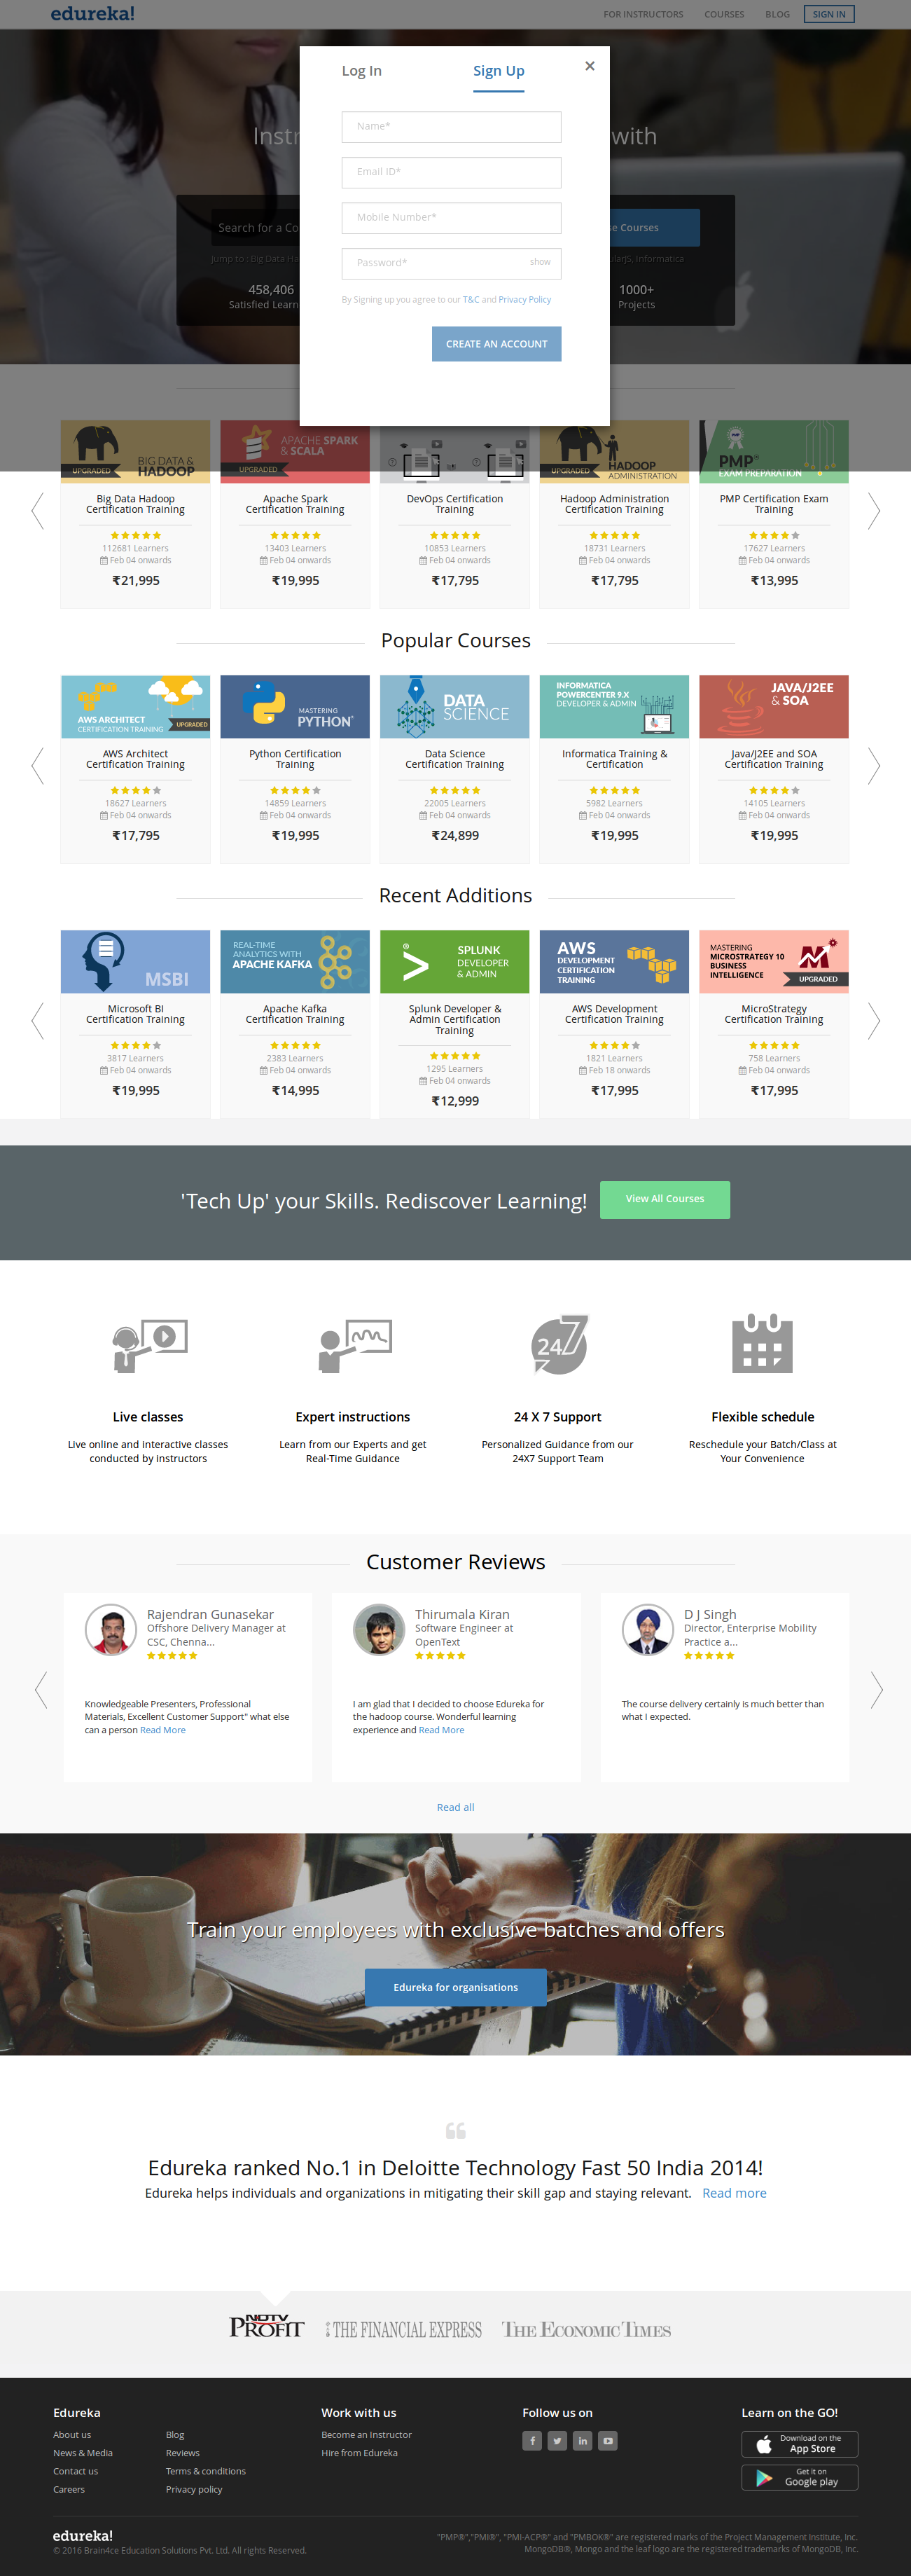 edureka!
FOR INSTRUCTORS
COURSES
BLOG
SIGN IN
Log In
Sign Up
×
with
Name*
Email ID*
Mobile Number*
Password*
show
By Signing up you agree to our T&C and Privacy Policy
CREATE AN ACCOUNT
Search for a Co
Courses
Jump to : Big Data Ha
Informatica
458,406
Satisfied Learn
1000+
Projects
BIG DATA &
HADOOP
UPGRADED
APACHE SPARK
& SCALA
UPGRADED
HADOOP
ADMINISTRATION
UPGRADED
PMP®
EXAM PREPARATION
Big Data Hadoop
Certification Training
112681 Learners
Feb 04 onwards
₹21,995
Apache Spark
Certification Training
13403 Learners
Feb 04 onwards
₹19,995
DevOps Certification
Training
10853 Learners
Feb 04 onwards
₹17,795
Hadoop Administration
Certification Training
18731 Learners
Feb 04 onwards
₹17,795
PMP Certification Exam
Training
17627 Learners
Feb 04 onwards
₹13,995
Popular Courses
AWS ARCHITECT
CERTIFICATION TRAINING
UPGRADED
AWS Architect
Certification Training
18627 Learners
Feb 04 onwards
₹17,795
MASTERING
PYTHON®
Python Certification
Training
14859 Learners
Feb 04 onwards
₹19,995
DATA
SCIENCE
Data Science
Certification Training
22005 Learners
Feb 04 onwards
₹24,899
INFORMATICA
POWERCENTER 9.X
DEVELOPER & ADMIN
Informatica Training &
Certification
5982 Learners
Feb 04 onwards
₹19,995
JAVA/J2EE
& SOA
Java/J2EE and SOA
Certification Training
14105 Learners
Feb 04 onwards
₹19,995
Recent Additions
MSBI
Microsoft BI
Certification Training
3817 Learners
Feb 04 onwards
₹19,995
REAL-TIME
ANALYTICS WITH
APACHE KAFKA
Apache Kafka
Certification Training
2383 Learners
Feb 04 onwards
₹14,995
SPLUNK
DEVELOPER
& ADMIN
Splunk Developer &
Admin Certification
Training
1295 Learners
Feb 04 onwards
₹12,999
AWS
DEVELOPMENT
CERTIFICATION
TRAINING
AWS Development
Certification Training
1821 Learners
Feb 18 onwards
₹17,995
MASTERING
MICROSTRATEGY 10
BUSINESS
INTELLIGENCE
UPGRADED
MicroStrategy
Certification Training
758 Learners
Feb 04 onwards
₹17,995
'Tech Up' your Skills. Rediscover Learning!
View All Courses
24 7
Live classes
Live online and interactive classes
conducted by instructors
Expert instructions
Learn from our Experts and get
Real-Time Guidance
24 X 7 Support
Personalized Guidance from our
24X7 Support Team
Flexible schedule
Reschedule your Batch/Class at
Your Convenience
Customer Reviews
Rajendran Gunasekar
Offshore Delivery Manager at
CSC, Chenna...
Knowledgeable Presenters, Professional
Materials, Excellent Customer Support" what else
can a person Read More
Thirumala Kiran
Software Engineer at
OpenText
I am glad that I decided to choose Edureka for
the hadoop course. Wonderful learning
experience and Read More
D J Singh
Director, Enterprise Mobility
Practice a...
The course delivery certainly is much better than
what I expected.
Read all
Train your employees with exclusive batches and offers
Edureka for organisations
Edureka ranked No.1 in Deloitte Technology Fast 50 India 2014!
Edureka helps individuals and organizations in mitigating their skill gap and staying relevant. Read more
NDTV
PROFIT
THE FINANCIAL EXPRESS
THE ECONOMIC TIMES
Edureka
About us
News & Media
Contact us
Careers
Blog
Reviews
Terms & conditions
Privacy policy
Work with us
Become an Instructor
Hire from Edureka
Follow us on
Learn on the GO!
Download on the
App Store
Get it on
Google play
edureka!
© 2016 Brain4ce Education Solutions Pvt. Ltd. All rights Reserved.
"PMP®","PMI®", "PMI-ACP®" and "PMBOK®" are registered marks of the Project Management Institute, Inc.
MongoDB®, Mongo and the leaf logo are the registered trademarks of MongoDB, Inc.